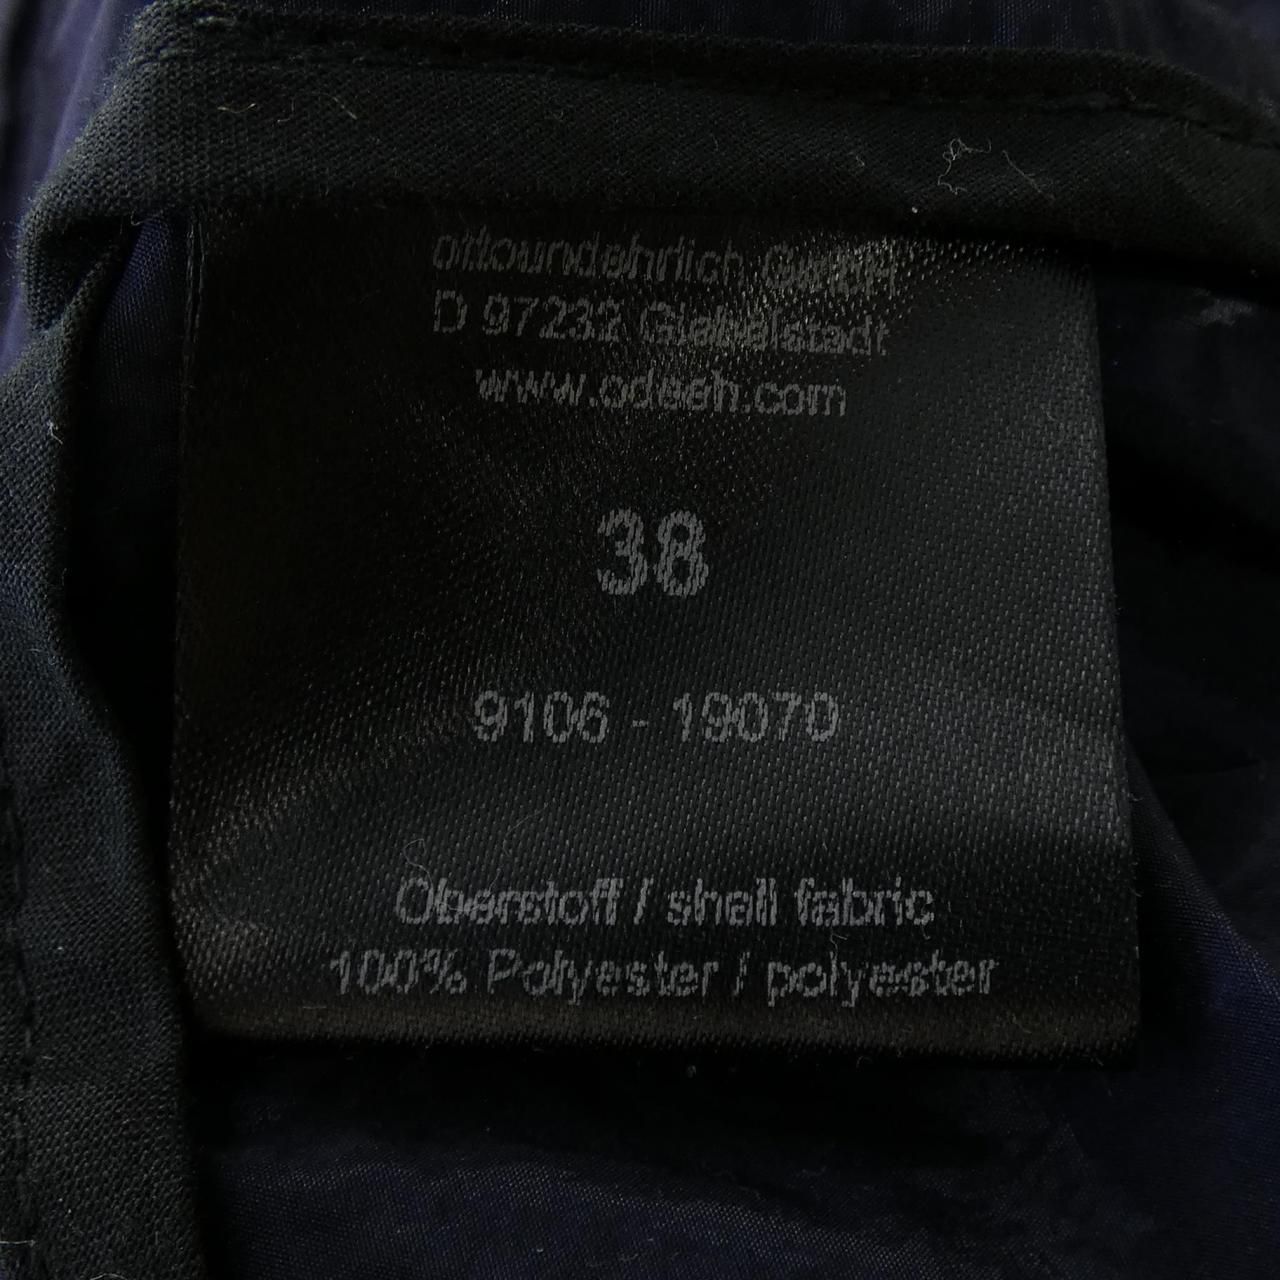 ottoundehrlich GmbH
D 97232 Giebelstadt
www.odeeh.com
38
9106 - 19070
Oberstoff / shell fabric
100% Polyester / polyester